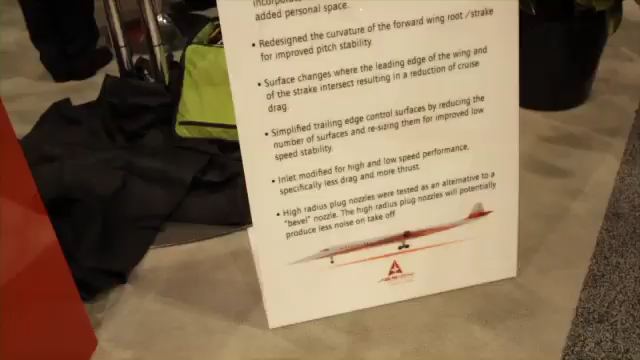 added personal space.
• Redesigned the curvature of the forward wing root / strake
for improved pitch stability.
• Surface changes where the leading edge of the wing and
of the strake intersect resulting in a reduction of cruise
drag.
• Simplified trailing edge control surfaces by reducing the
number of surfaces and re-sizing them for improved low
speed stability.
• Inlet modified for high and low speed performance,
specifically less drag and more thrust.
• High radius plug nozzles were tested as an alternative to a
"bevel" nozzle. The high radius plug nozzles will potentially
produce less noise on take off